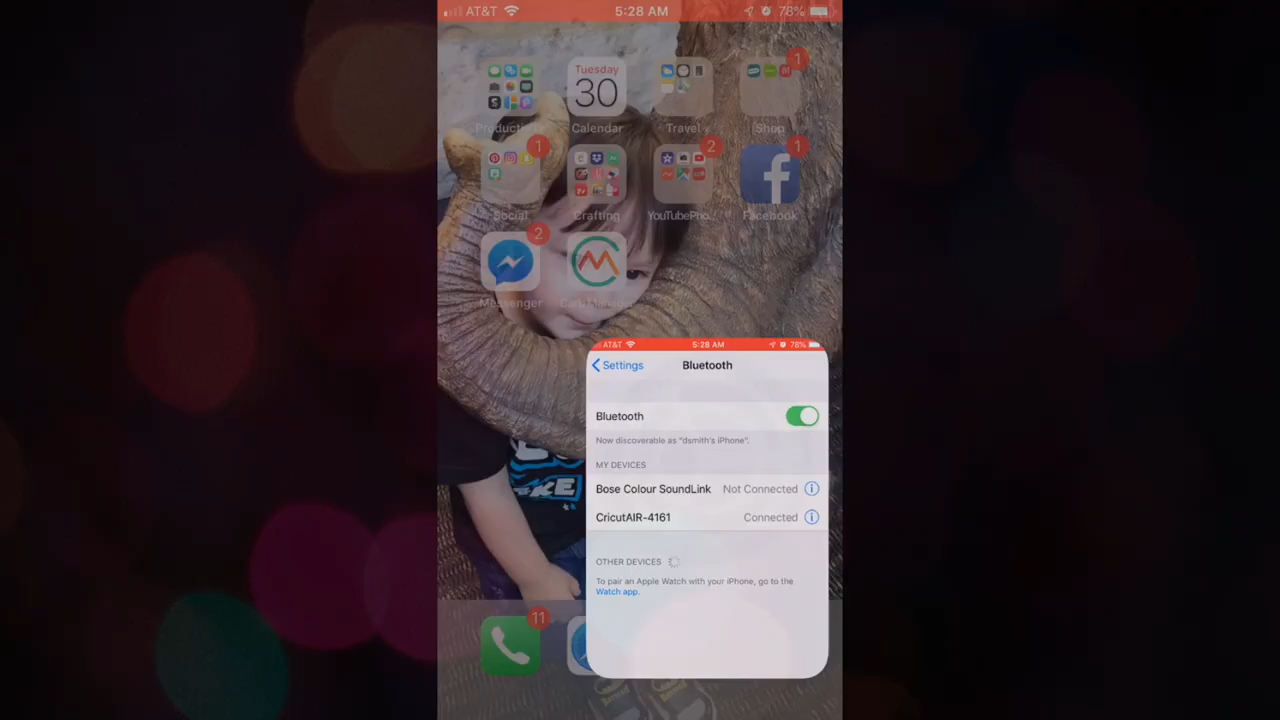 AT&T 5:28 AM 78%
1
Tuesday
30
Calendar Travel Shop
1 2 1
Social Crafting YouTubePho...
Facebook
2
Messenger
AT&T 5:28 AM 78%
Settings Bluetooth
Bluetooth
Now discoverable as "dsmith's iPhone".
MY DEVICES
Bose Colour SoundLink Not Connected
CricutAIR-4161 Connected
OTHER DEVICES
To pair an Apple Watch with your iPhone, go to the
Watch app.
11